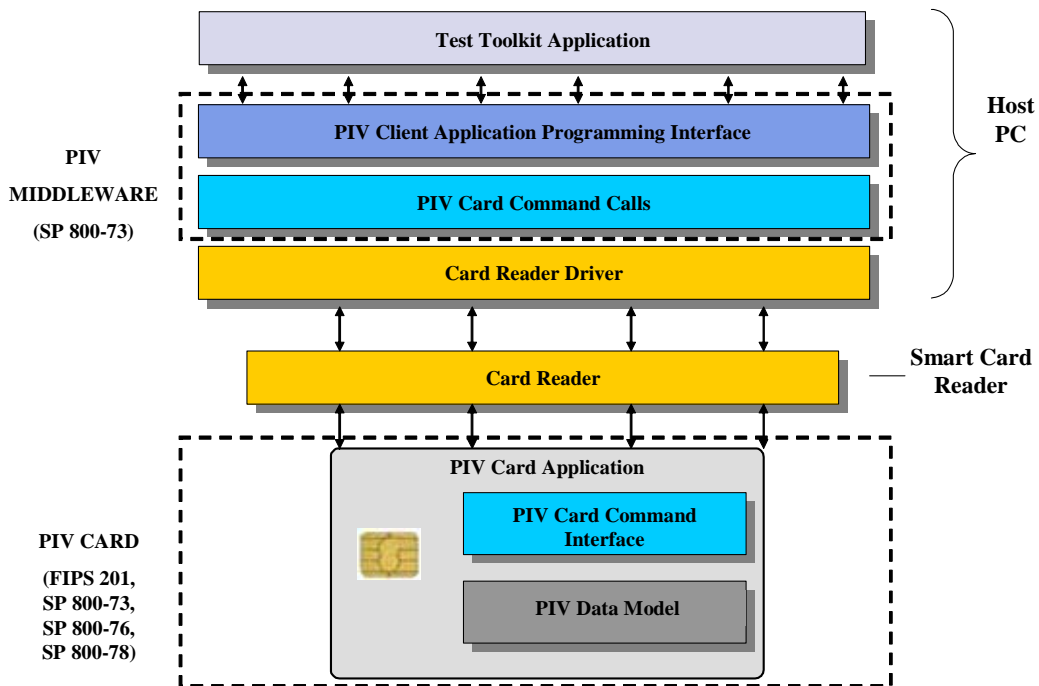 Test Toolkit Application
Host
PC
PIV Client Application Programming Interface
PIV
MIDDLEWARE
(SP 800-73)
PIV Card Command Calls
Card Reader Driver
Smart Card
Reader
Card Reader
PIV Card Application
PIV Card Command
Interface
PIV CARD
(FIPS 201,
SP 800-73,
SP 800-76,
SP 800-78)
PIV Data Model